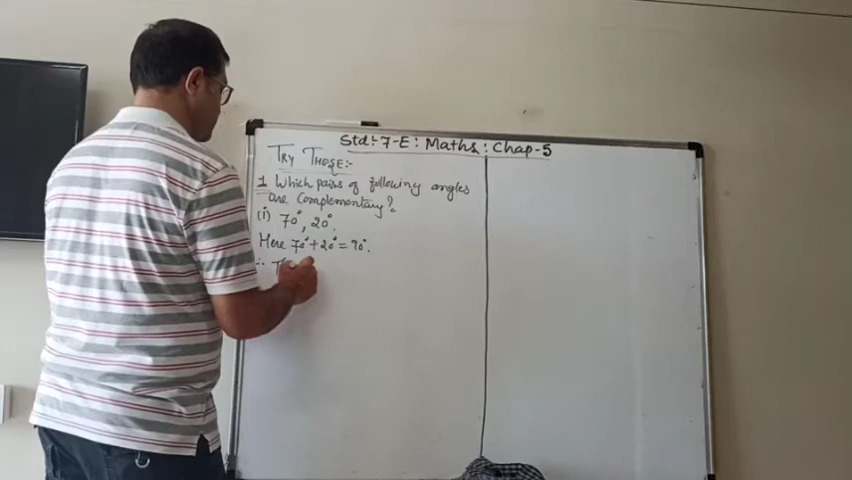 Std:-7-E: Maths: Chap-5
TRY THESE:-
1 Which pairs of following angles
are Complementary?
(i) 70°, 20°
Here 70°+20°=90°.
∴